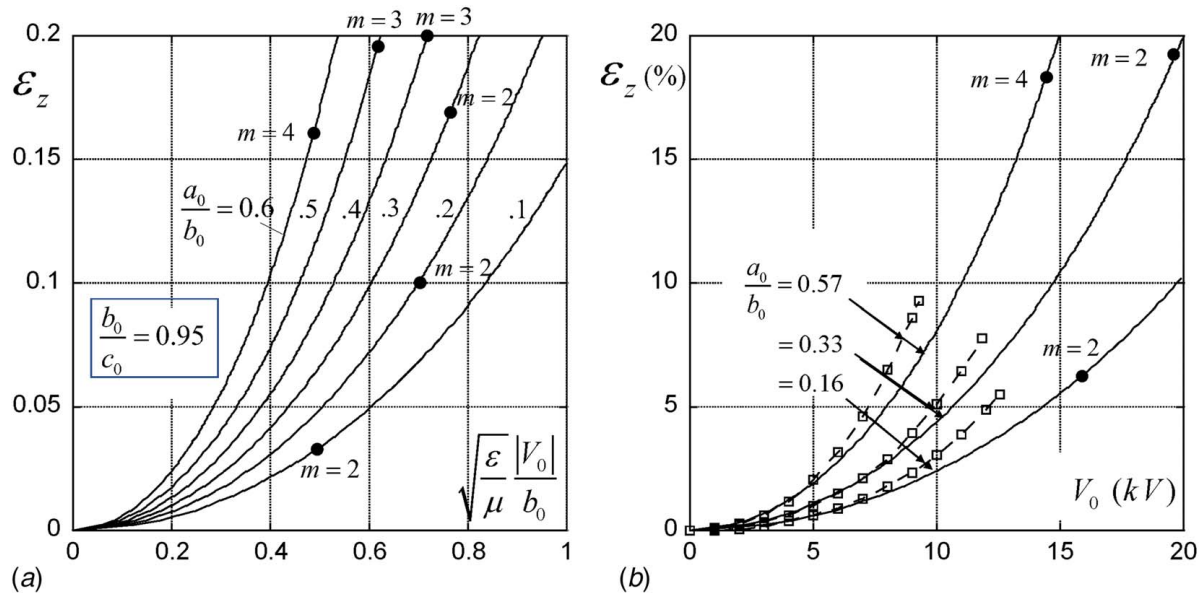 0.2
ε_z
0.15
0.1
0.05
0
m = 3
m = 3
m = 2
m = 4
a₀/b₀ = 0.6
.5
.4
.3
.2
.1
m = 2
b₀/c₀ = 0.95
m = 2
√(ε/μ) |V₀|/b₀
0
0.2
0.4
0.6
0.8
1
(a)
20
ε_z (%)
15
10
5
0
m = 2
m = 4
a₀/b₀ = 0.57
= 0.33
= 0.16
m = 2
V₀ (kV)
0
5
10
15
20
(b)